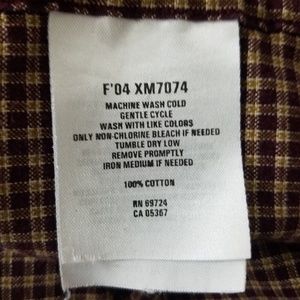 F'04 XM7074
MACHINE WASH COLD
GENTLE CYCLE
WASH WITH LIKE COLORS
ONLY NON-CHLORINE BLEACH IF NEEDED
TUMBLE DRY LOW
REMOVE PROMPTLY
IRON MEDIUM IF NEEDED
100% COTTON
RN 69724
CA 05367